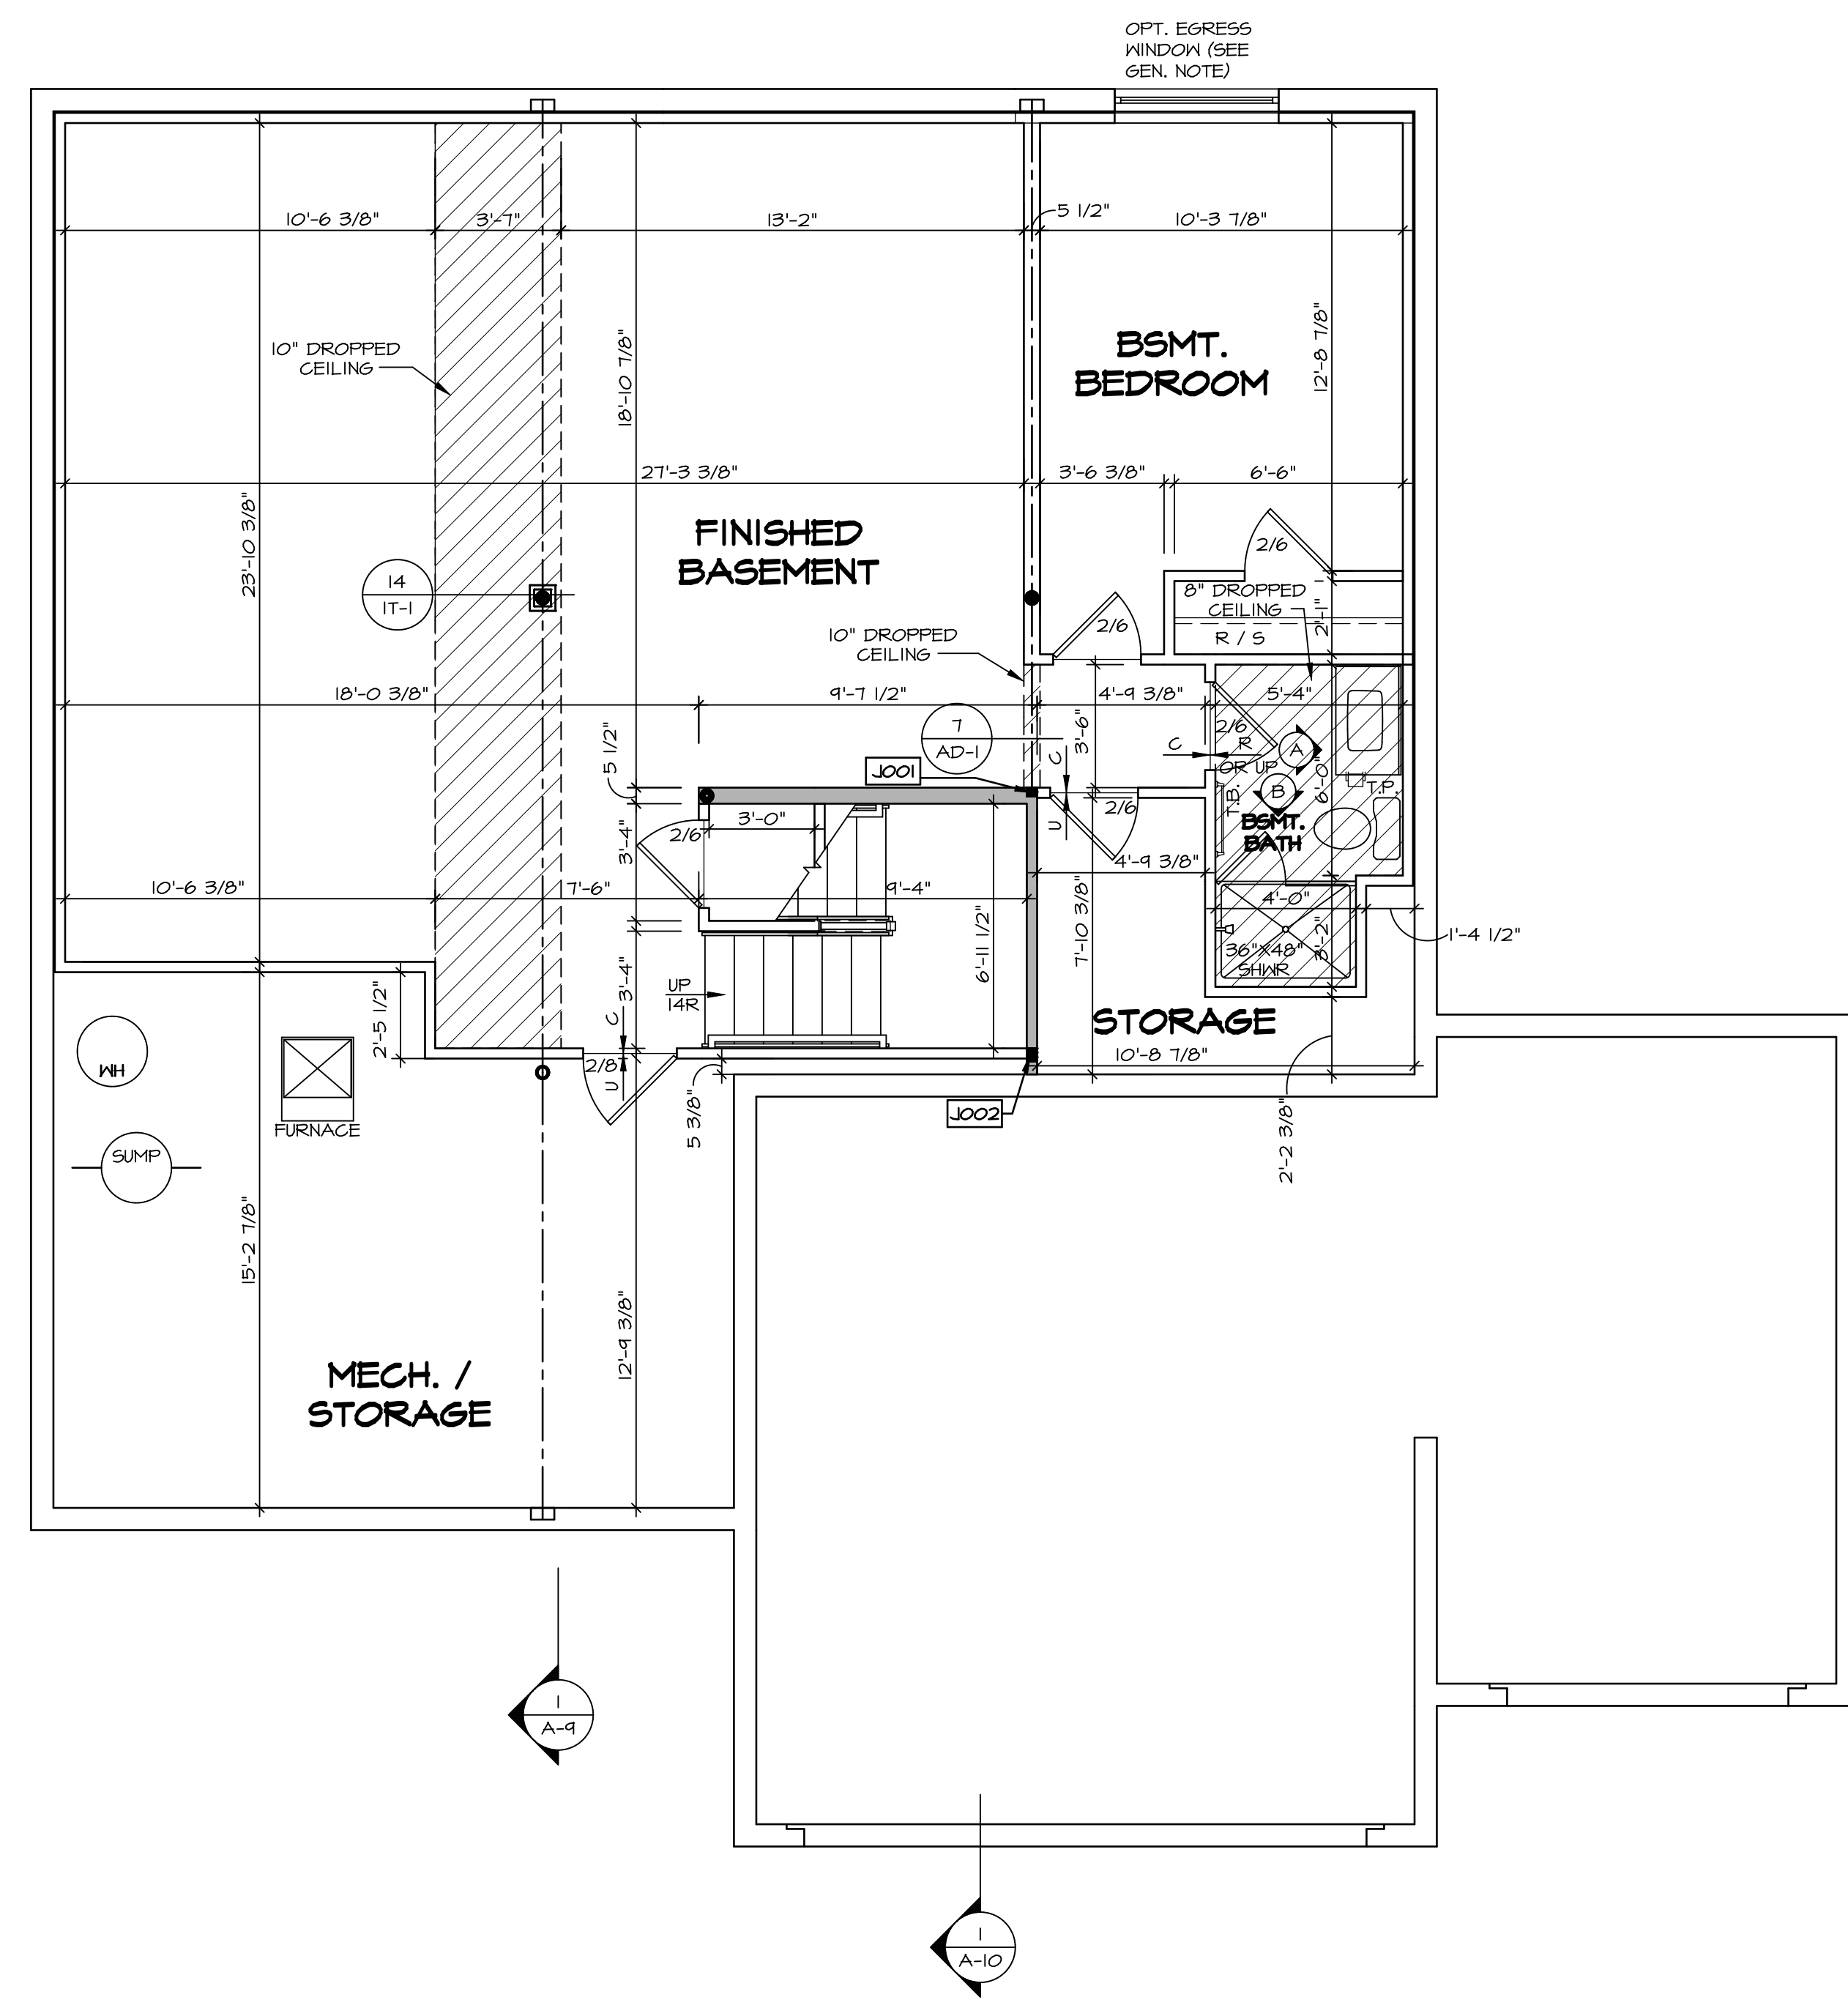 OPT. EGRESS
WINDOW (SEE
GEN. NOTE)
10'-6 3/8"
3'-7"
13'-2"
5 1/2"
10'-3 7/8"
10" DROPPED
CEILING
18'-10 7/8"
BSMT.
BEDROOM
12'-8 7/8"
27'-3 3/8"
3'-6 3/8"
6'-6"
23'-10 3/8"
FINISHED
BASEMENT
2/6
14
IT-1
8" DROPPED
CEILING
2'-1"
R / S
2/6
10" DROPPED
CEILING
18'-0 3/8"
9'-7 1/2"
4'-9 3/8"
5'-4"
5 1/2"
7
AD-1
3'-6"
2/6
C
R
A
OR UP
C
J001
6'-0"
T.P.
T.B.
B
2/6
BSMT.
BATH
3'-0"
2/6
3'-4"
U
4'-9 3/8"
10'-6 3/8"
7'-6"
9'-4"
4'-0"
1'-4 1/2"
6'-11 1/2"
7'-10 3/8"
36"X48"
SHWR
3'-2"
3'-4"
UP
14R
2'-5 1/2"
C
STORAGE
10'-8 7/8"
WH
2/8
U
5 3/8"
J002
FURNACE
2'-2 3/8"
SUMP
15'-2 7/8"
12'-9 3/8"
MECH. /
STORAGE
1
A-9
1
A-10